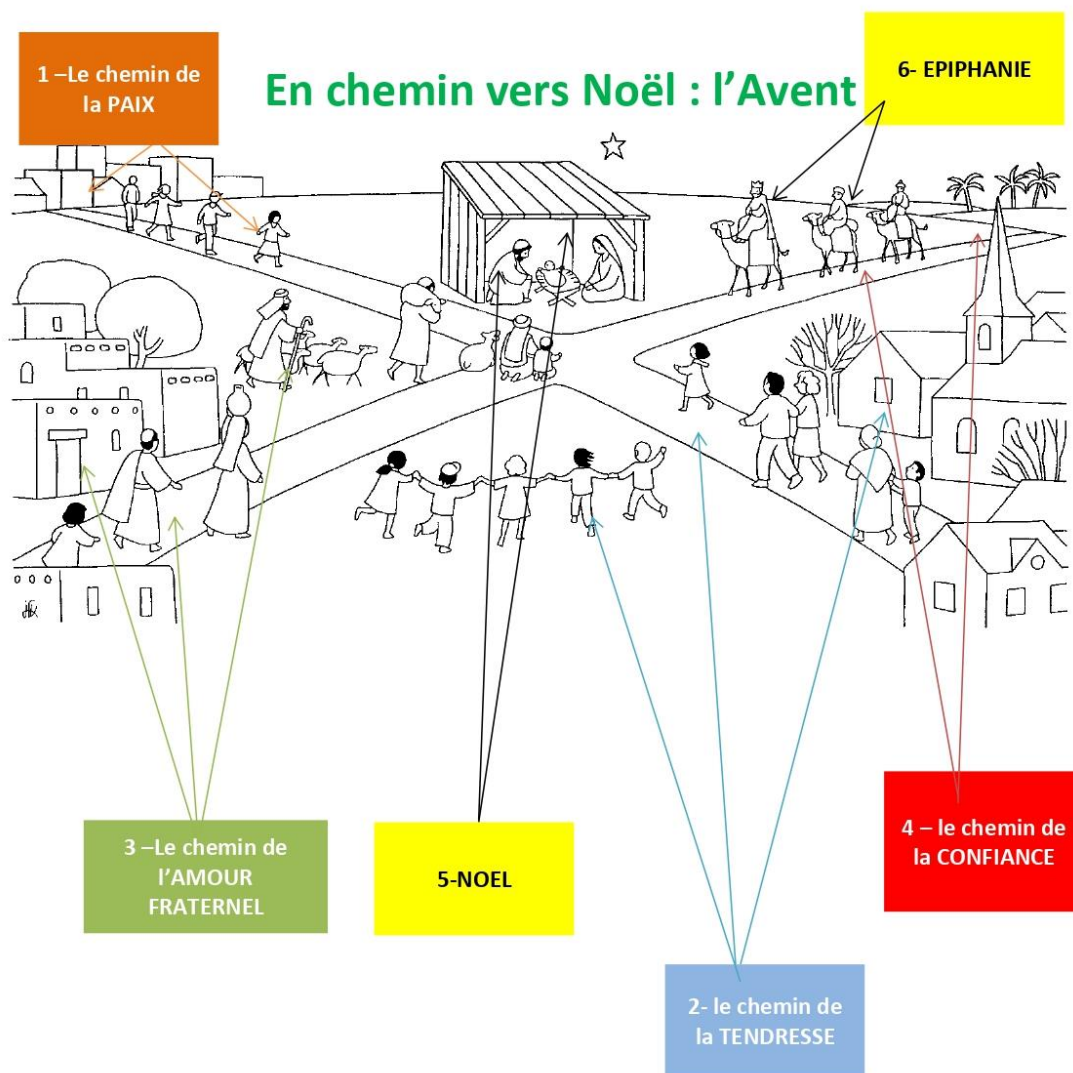 1 –Le chemin de
la PAIX
En chemin vers Noël : l’Avent
6- EPIPHANIE
3 –Le chemin de
l’AMOUR
FRATERNEL
5-NOEL
4 – le chemin de
la CONFIANCE
2- le chemin de
la TENDRESSE